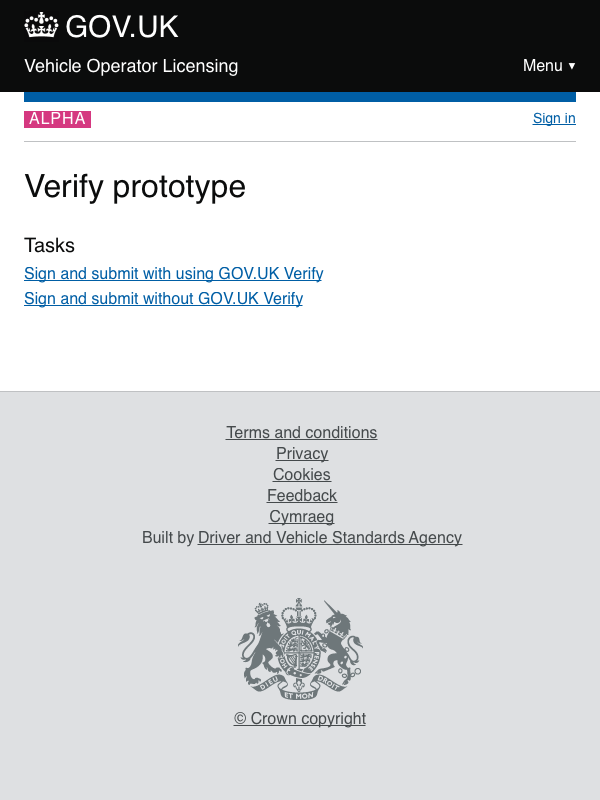 GOV.UK
Vehicle Operator Licensing
Menu ▼
ALPHA
Sign in
Verify prototype
Tasks
Sign and submit with using GOV.UK Verify
Sign and submit without GOV.UK Verify
Terms and conditions
Privacy
Cookies
Feedback
Cymraeg
Built by Driver and Vehicle Standards Agency
DIEU ET MON DROIT
© Crown copyright